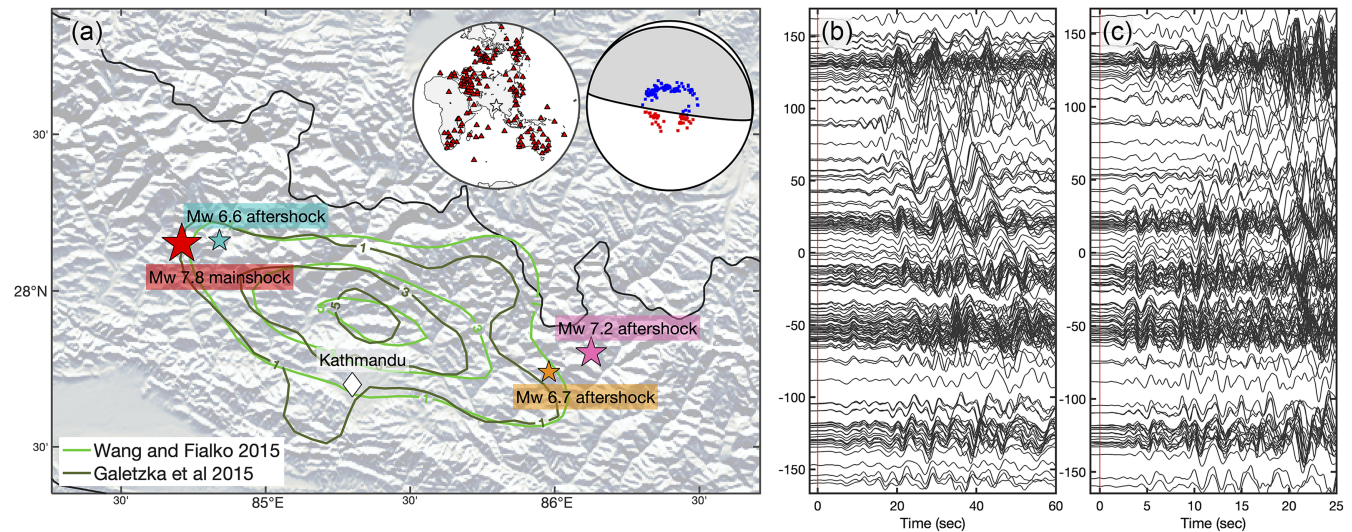 (a)
Mw 6.6 aftershock
Mw 7.8 mainshock
Mw 7.2 aftershock
Mw 6.7 aftershock
Kathmandu
1
3
5
5
3
1
1
1
Wang and Fialko 2015
Galetzka et al 2015
30'
28°N
30'
30'
85°E
30'
86°E
30'
(b)
150
100
50
0
-50
-100
-150
0
20
40
60
Time (sec)
(c)
150
100
50
0
-50
-100
-150
0
5
10
15
20
25
Time (sec)